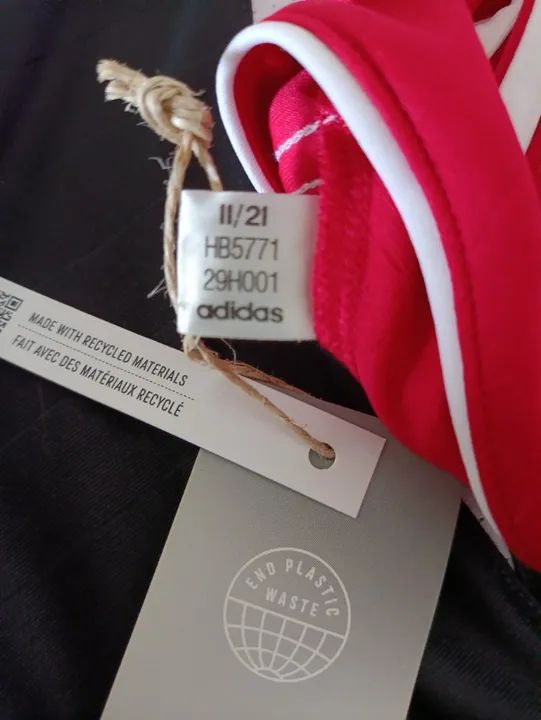 11/21
HB5771
29H001
adidas
MADE WITH RECYCLED MATERIALS
FAIT AVEC DES MATÉRIAUX RECYCLÉ
END PLASTIC
WASTE